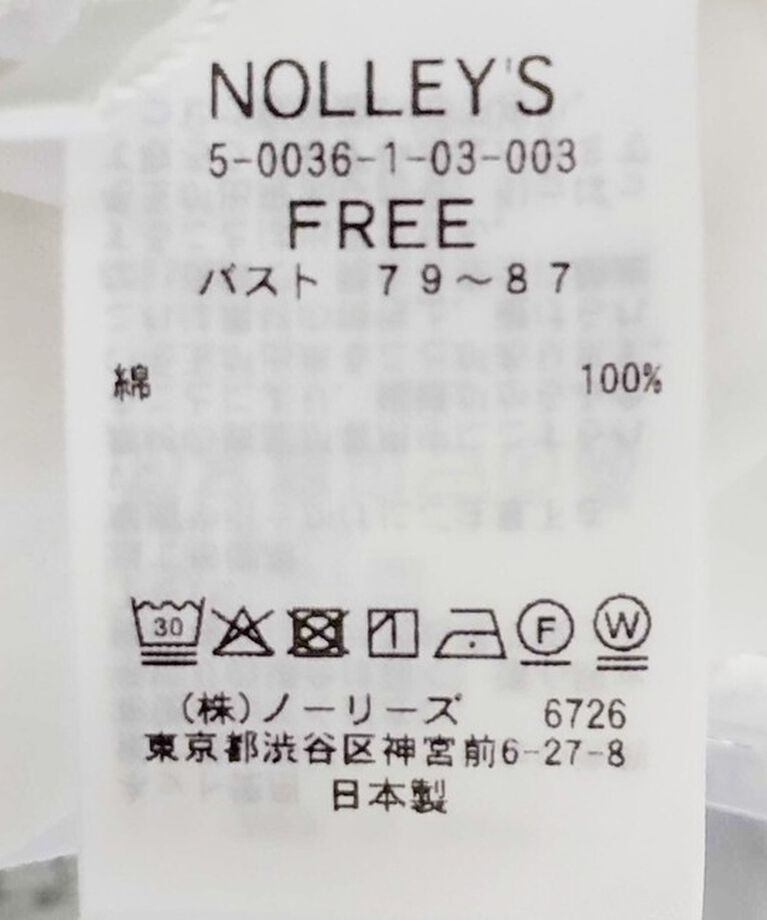 NOLLEY'S
5-0036-1-03-003
FREE
バスト 79～87
綿 100%
30 F W
(株)ノーリーズ 6726
東京都渋谷区神宮前6-27-8
日本製